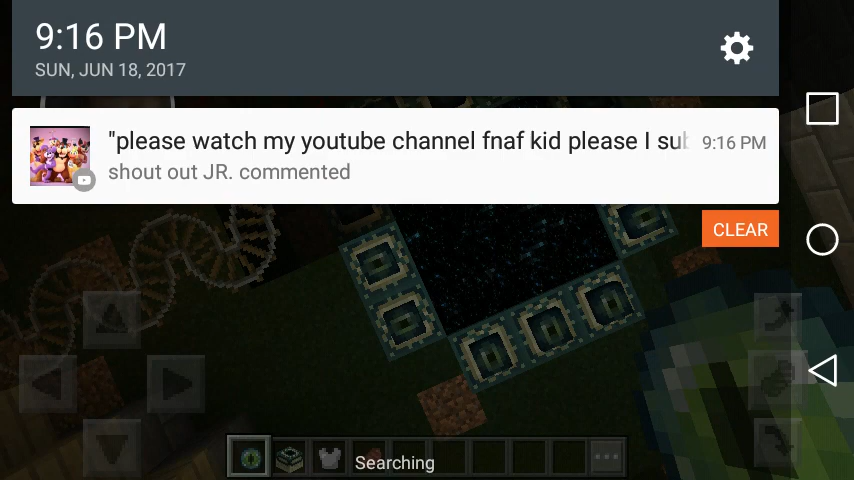 9:16 PM
SUN, JUN 18, 2017
"please watch my youtube channel fnaf kid please I sub
9:16 PM
shout out JR. commented
CLEAR
Searching